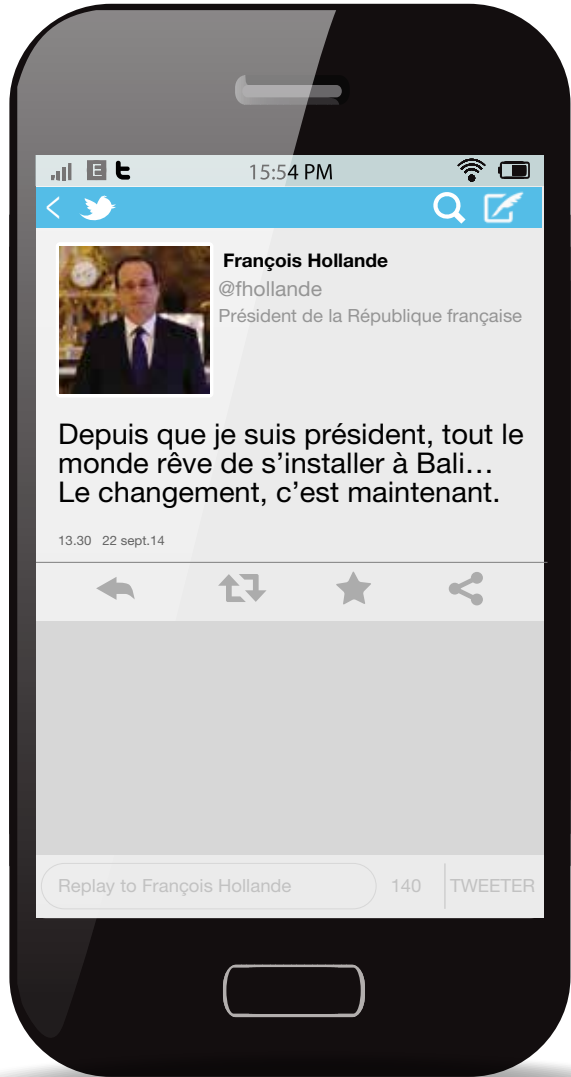 E t 15:54 PM
François Hollande
@fhollande
Président de la République française
Depuis que je suis président, tout le
monde rêve de s’installer à Bali…
Le changement, c’est maintenant.
13.30 22 sept.14
Replay to François Hollande 140 TWEETER